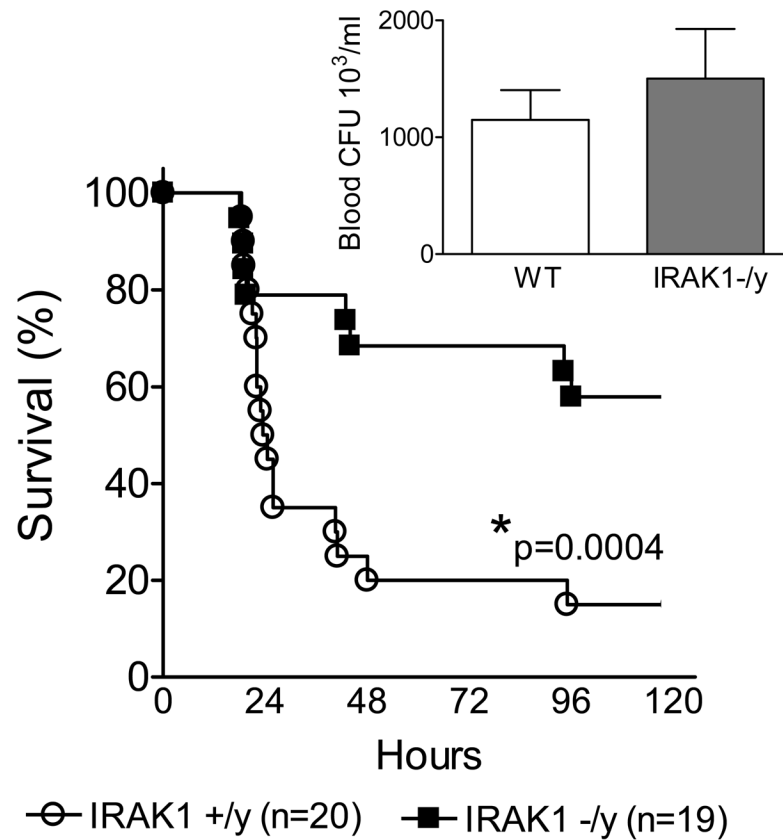 2000
1000
0
Blood CFU 10³/ml
WT IRAK1-/y
100
80
60
40
20
0
Survival (%)
*
p=0.0004
0 24 48 72 96 120
Hours
IRAK1 +/y (n=20) IRAK1 -/y (n=19)